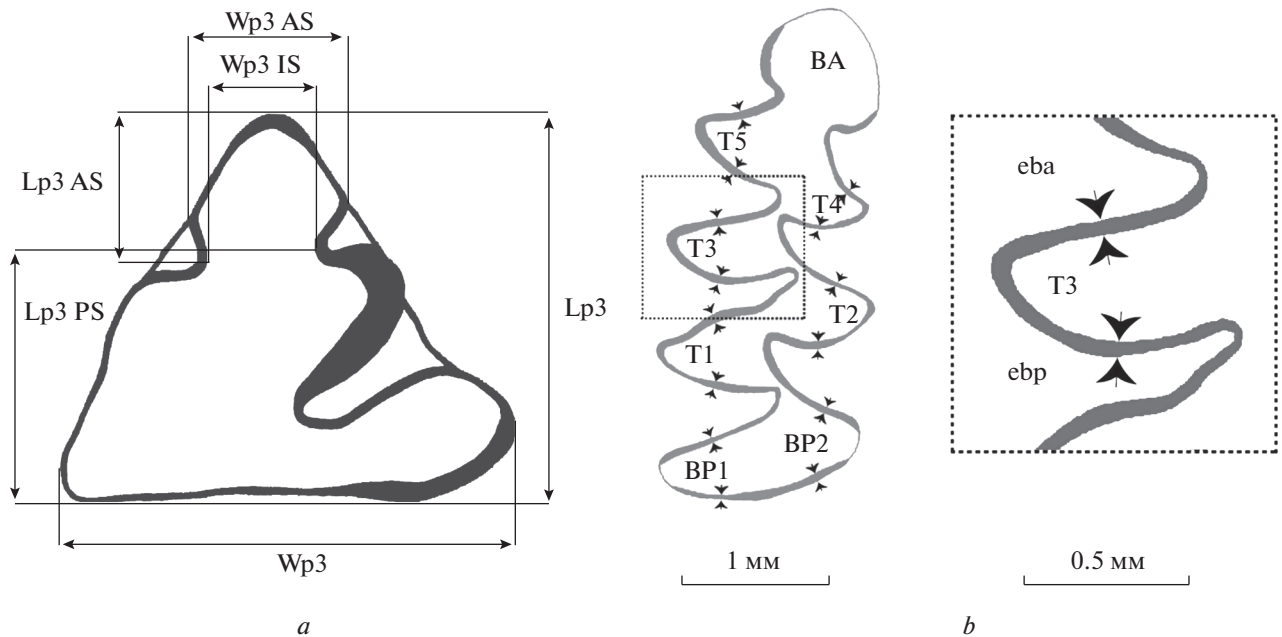 Wp3 AS
Wp3 IS
Lp3 AS
Lp3 PS
Lp3
Wp3
a
BA
T5
T4
T3
T2
T1
BP2
BP1
1 мм
eba
T3
ebp
0.5 мм
b